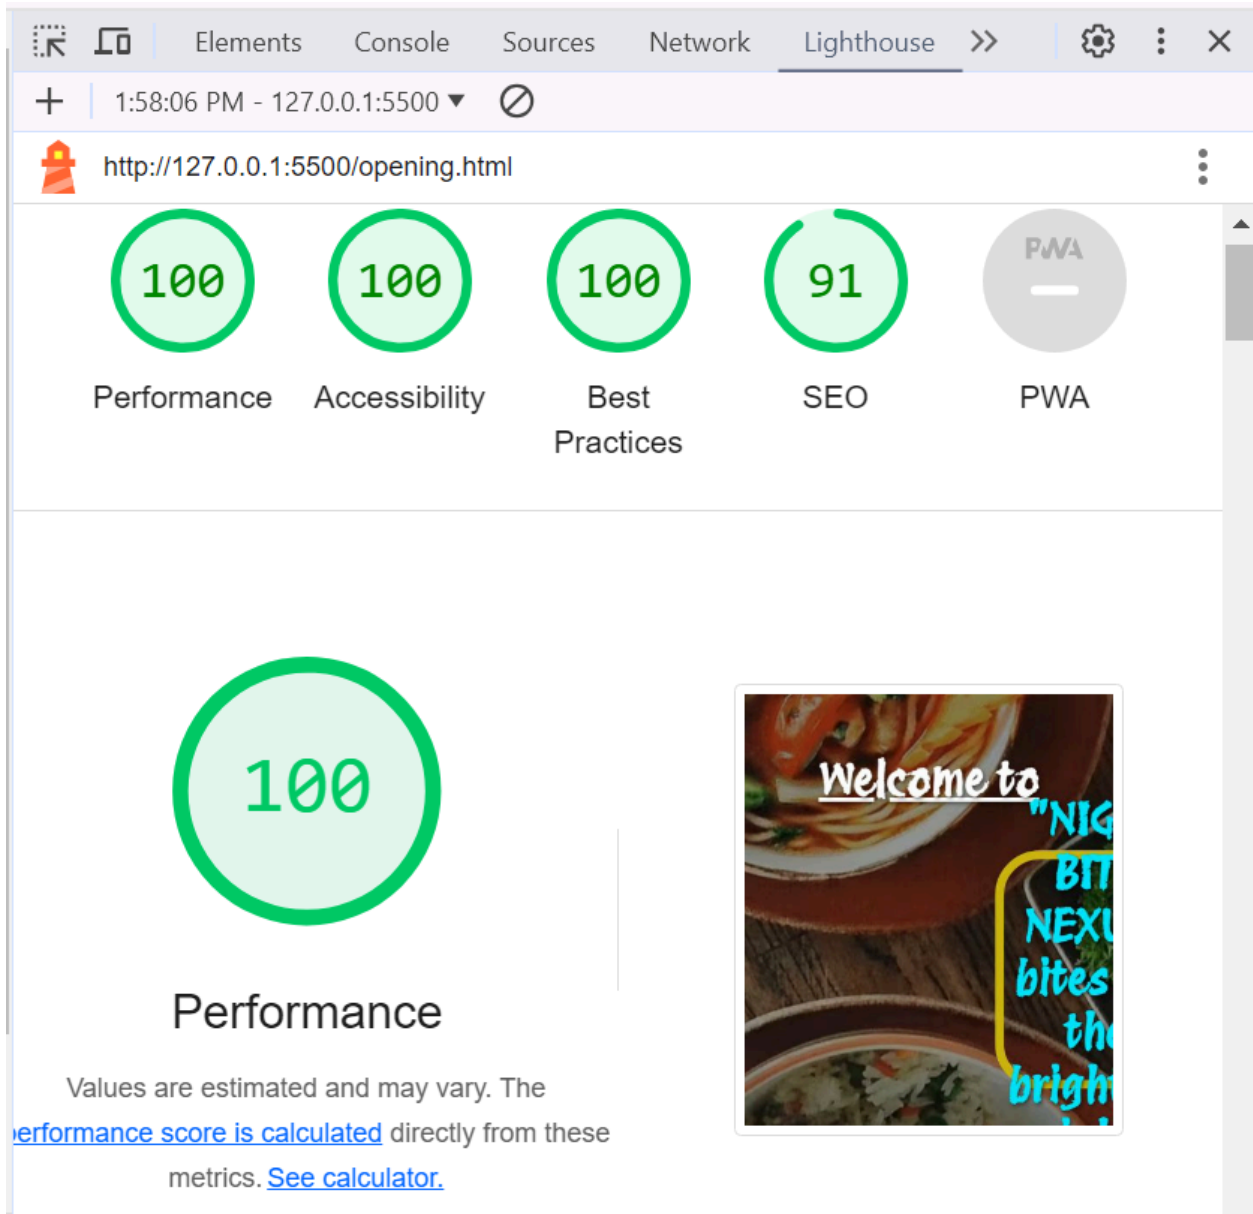 Elements Console Sources Network Lighthouse
1:58:06 PM - 127.0.0.1:5500
http://127.0.0.1:5500/opening.html
100 100 100 91 PWA
Performance Accessibility Best Practices SEO PWA
100
Performance
Values are estimated and may vary. The
performance score is calculated directly from these
metrics. See calculator.
Welcome to
"NIG
BIT
NEXU
bites
the
bright